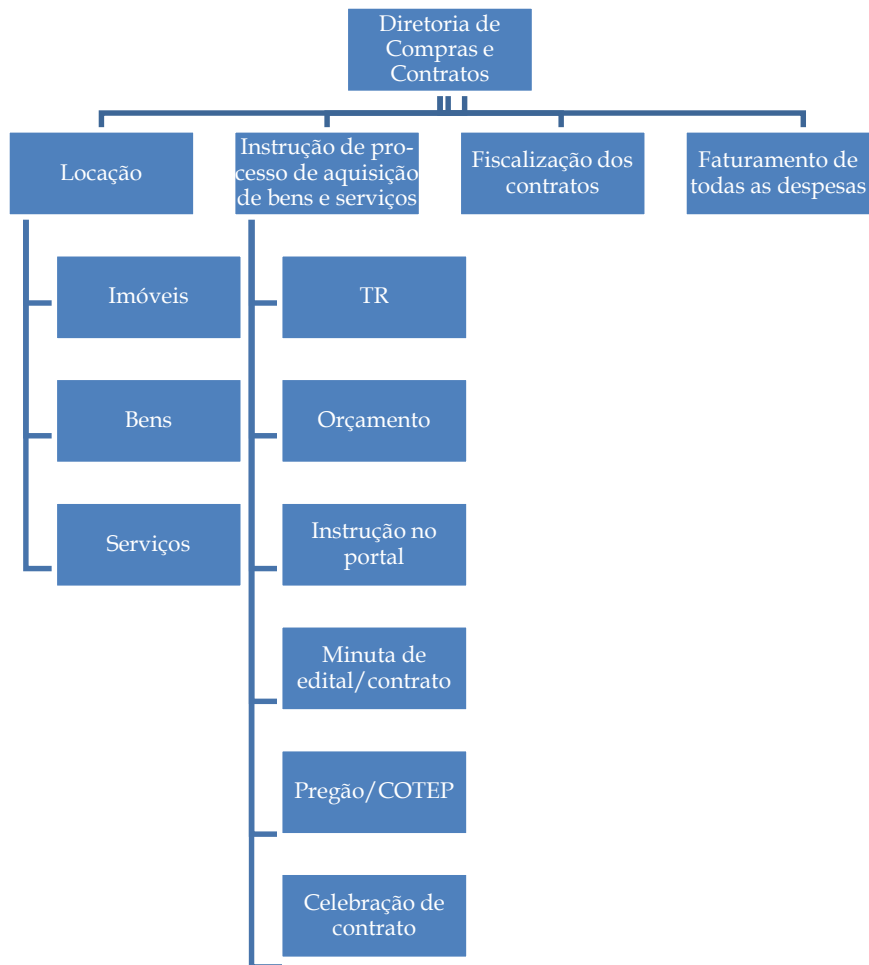 Diretoria de
Compras e
Contratos
Locação
Instrução de pro-
cesso de aquisição
de bens e serviços
Fiscalização dos
contratos
Faturamento de
todas as despesas
Imóveis
Bens
Serviços
TR
Orçamento
Instrução no
portal
Minuta de
edital/contrato
Pregão/COTEP
Celebração de
contrato